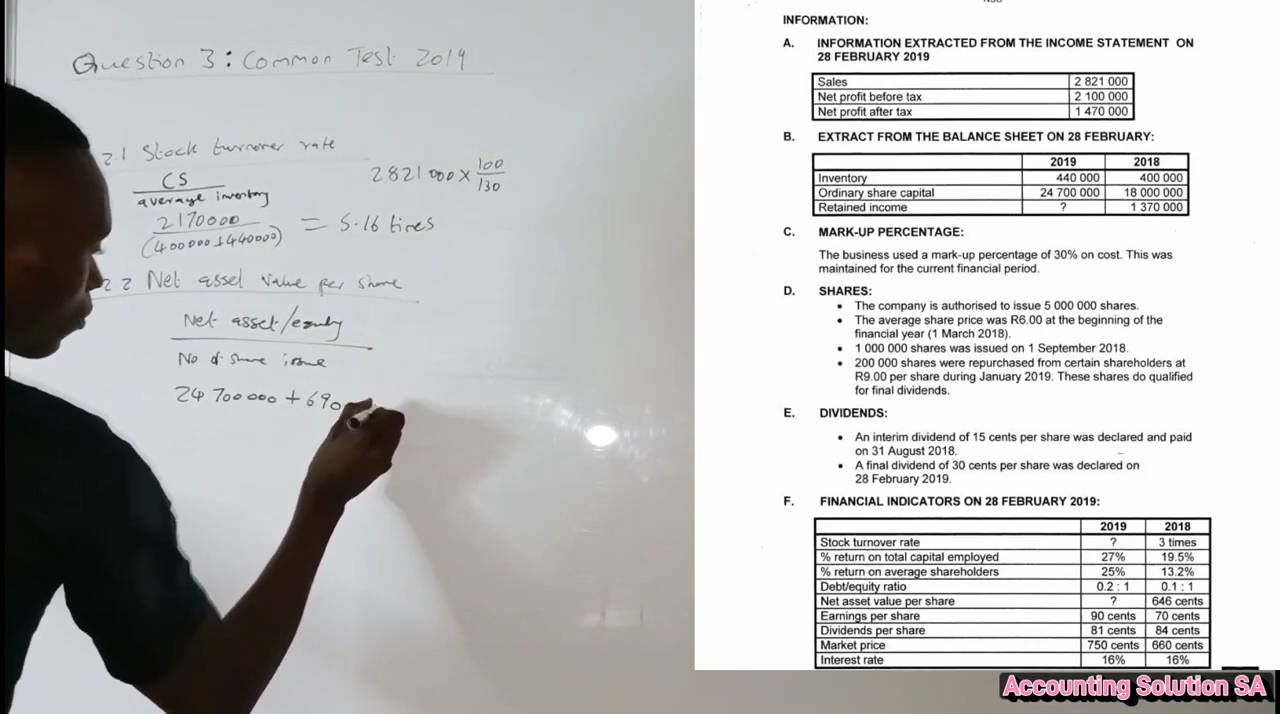 Question 3: Common Test 2019
2.1 Stock turnover rate
CS
average inventory
2821 000 × 100/130
2170000
(400000+440000)
= 5.16 times
2.2 Net asset value per share
Net asset/equity
No of share issue
24 700 000 + 690
INFORMATION:
A. INFORMATION EXTRACTED FROM THE INCOME STATEMENT ON
28 FEBRUARY 2019
Sales 2 821 000
Net profit before tax 2 100 000
Net profit after tax 1 470 000
B. EXTRACT FROM THE BALANCE SHEET ON 28 FEBRUARY:
2019 2018
Inventory 440 000 400 000
Ordinary share capital 24 700 000 18 000 000
Retained income ? 1 370 000
C. MARK-UP PERCENTAGE:
The business used a mark-up percentage of 30% on cost. This was
maintained for the current financial period.
D. SHARES:
• The company is authorised to issue 5 000 000 shares.
• The average share price was R6.00 at the beginning of the
financial year (1 March 2018).
• 1 000 000 shares was issued on 1 September 2018.
• 200 000 shares were repurchased from certain shareholders at
R9.00 per share during January 2019. These shares do qualified
for final dividends.
E. DIVIDENDS:
• An interim dividend of 15 cents per share was declared and paid
on 31 August 2018.
• A final dividend of 30 cents per share was declared on
28 February 2019.
F. FINANCIAL INDICATORS ON 28 FEBRUARY 2019:
2019 2018
Stock turnover rate ? 3 times
% return on total capital employed 27% 19.5%
% return on average shareholders 25% 13.2%
Debt/equity ratio 0.2 : 1 0.1 : 1
Net asset value per share ? 646 cents
Earnings per share 90 cents 70 cents
Dividends per share 81 cents 84 cents
Market price 750 cents 660 cents
Interest rate 16% 16%
Accounting Solution SA